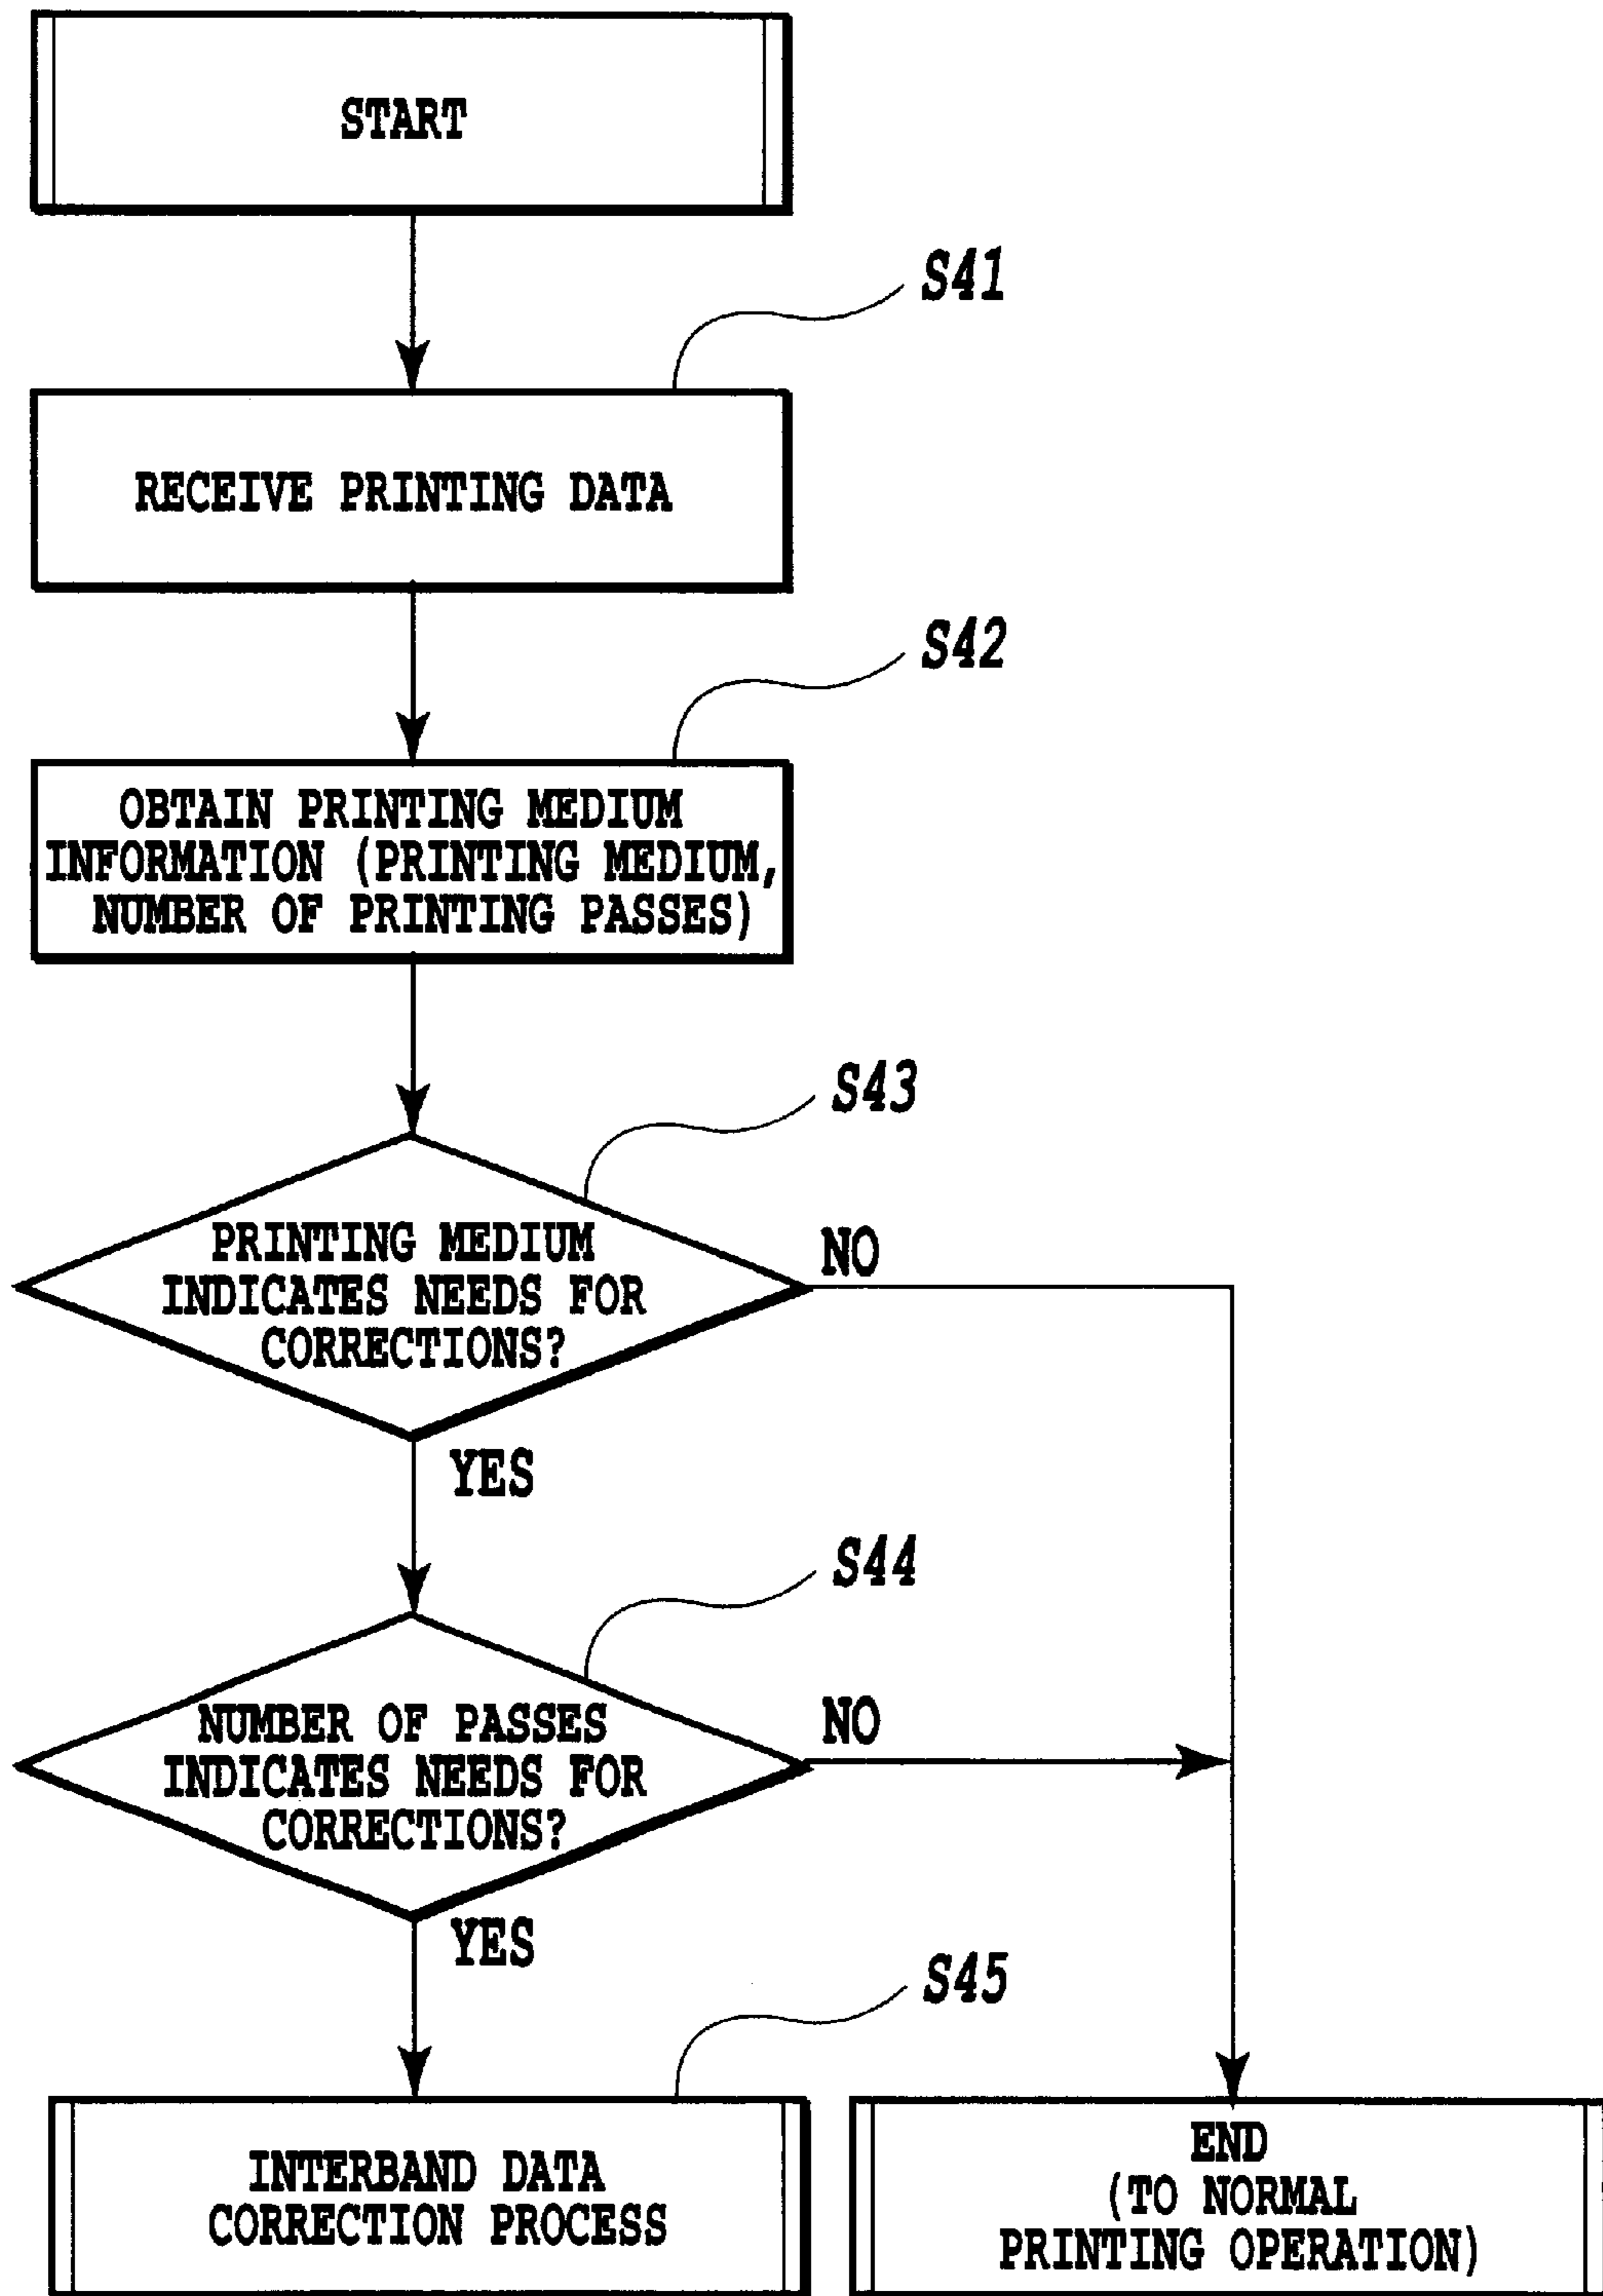 START
S41
RECEIVE PRINTING DATA
S42
OBTAIN PRINTING MEDIUM
INFORMATION (PRINTING MEDIUM,
NUMBER OF PRINTING PASSES)
S43
PRINTING MEDIUM
INDICATES NEEDS FOR
CORRECTIONS?
NO
YES
S44
NUMBER OF PASSES
INDICATES NEEDS FOR
CORRECTIONS?
NO
YES
S45
INTERBAND DATA
CORRECTION PROCESS
END
(TO NORMAL
PRINTING OPERATION)